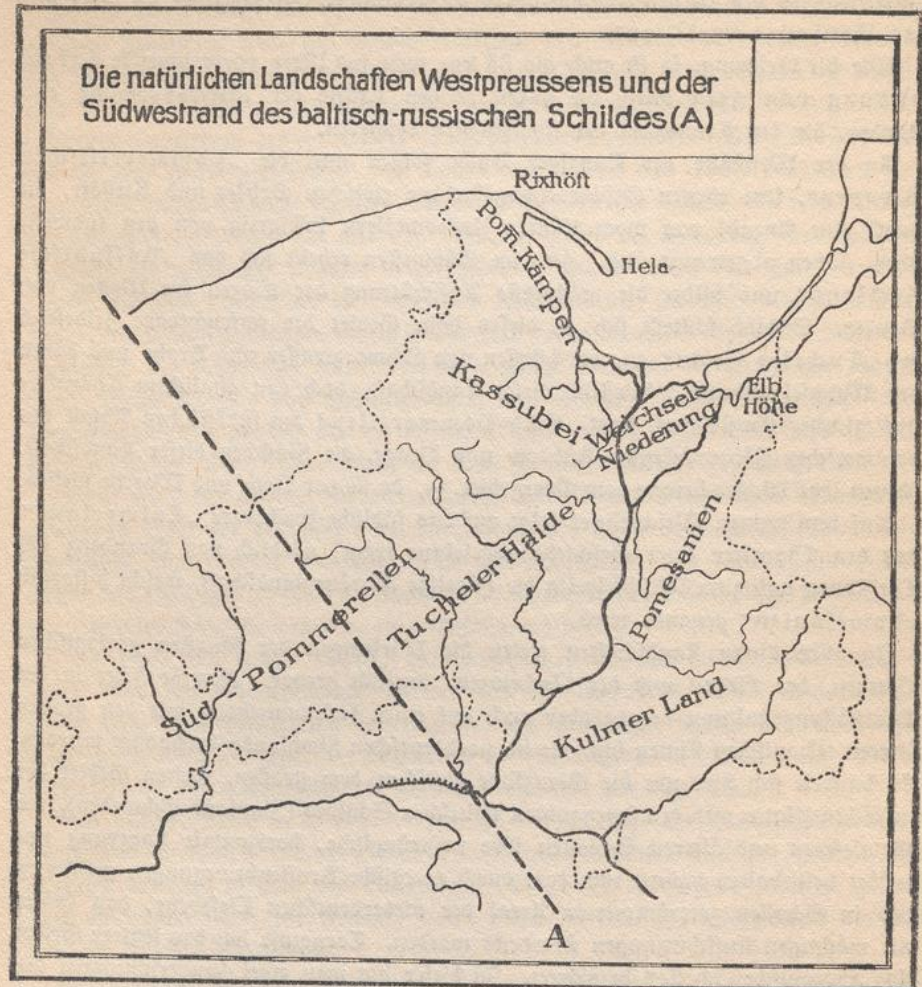 Die natürlichen Landschaften Westpreussens und der
Südwestrand des baltisch-russischen Schildes (A)
Rixhöft
Pom. Kämpen
Hela
Kassubei
Weichsel-
Niederung
Elb.
Höhe
Süd-Pommerellen
Tucheler Haide
Pomesanien
Kulmer Land
A